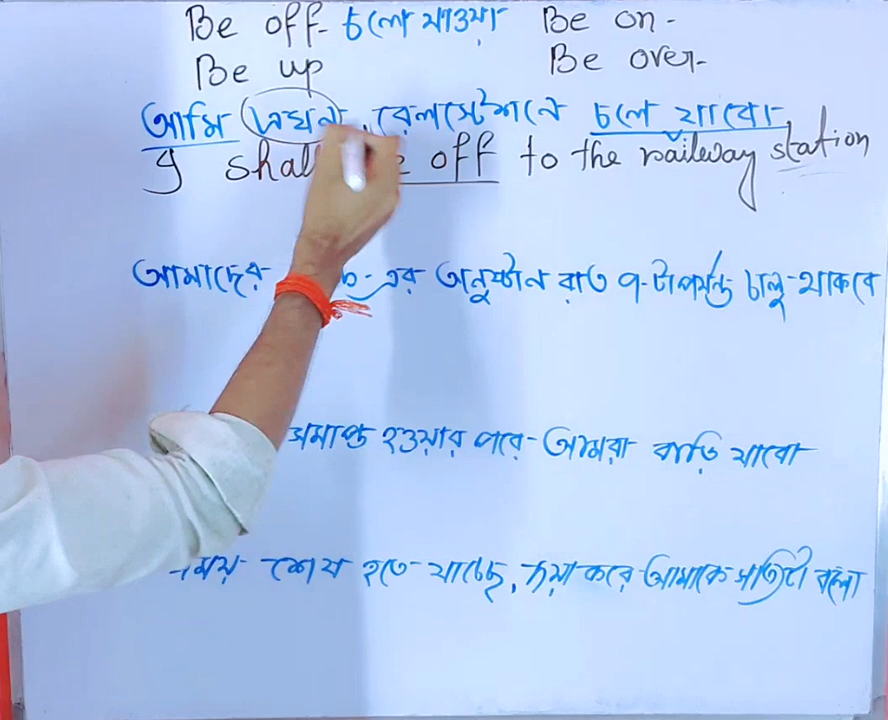 Be off- চলে যাওয়া Be on-
Be up Be over-
আমি এখন রেলস্টেশনে চলে যাবো
I shall off to the railway station
আমাদের এর অনুষ্টান রাত ৭-টা পর্যন্ত চালু-থাকবে
সমাপ্ত হওয়ার পরে- আমরা বাড়ি যাবো
শেষ হতে যাচ্ছে, দয়া করে আমাকে সত্যিটা বলো